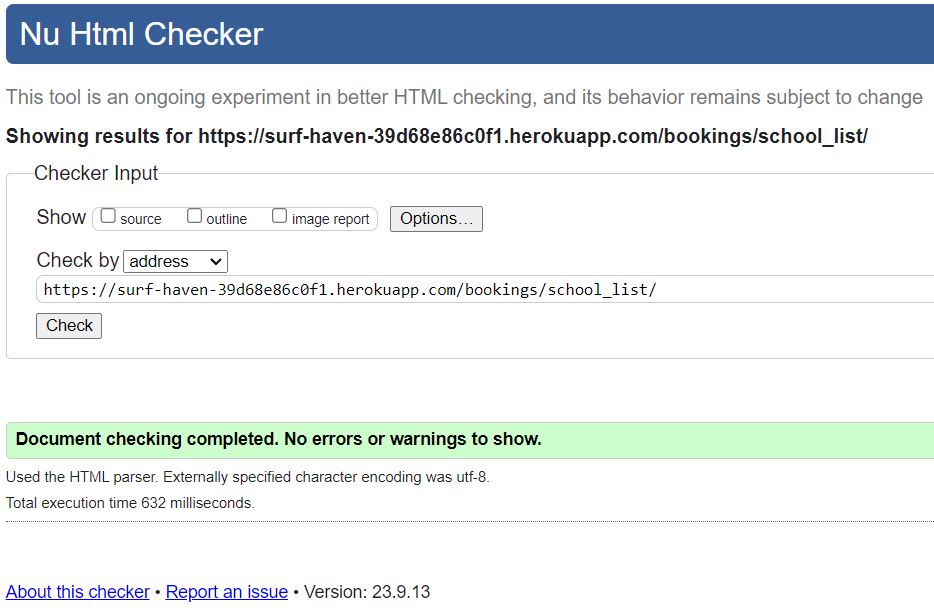 Nu Html Checker
This tool is an ongoing experiment in better HTML checking, and its behavior remains subject to change
Showing results for https://surf-haven-39d68e86c0f1.herokuapp.com/bookings/school_list/
Checker Input
Show source outline image report Options…
Check by address
https://surf-haven-39d68e86c0f1.herokuapp.com/bookings/school_list/
Check
Document checking completed. No errors or warnings to show.
Used the HTML parser. Externally specified character encoding was utf-8.
Total execution time 632 milliseconds.
About this checker • Report an issue • Version: 23.9.13